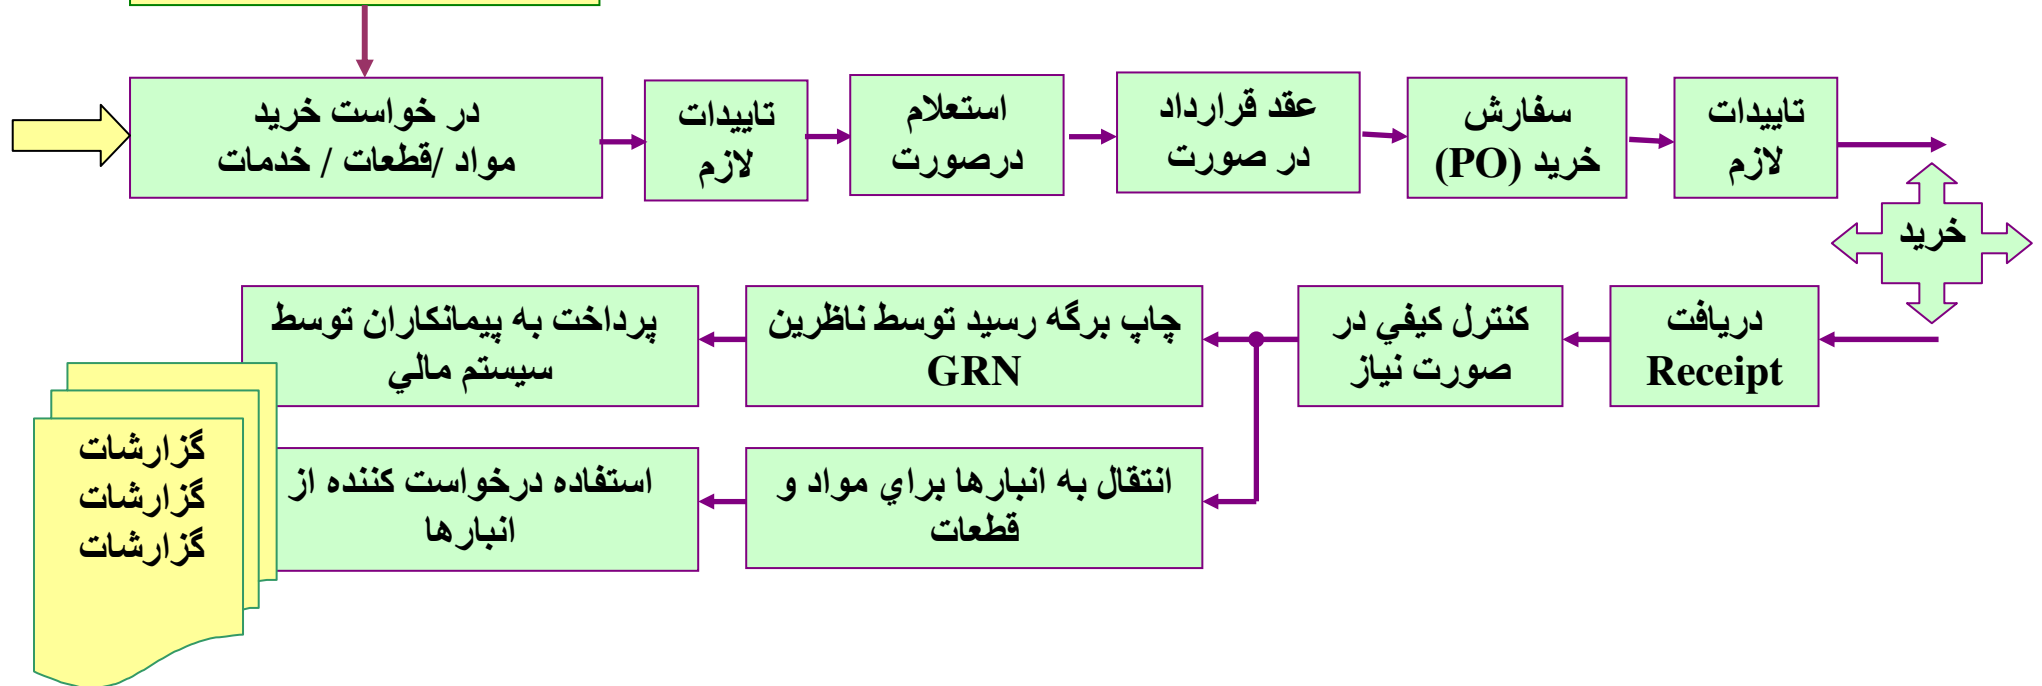 در خواست خريد
مواد /قطعات / خدمات
تاييدات
لازم
استعلام
درصورت
عقد قرارداد
در صورت
سفارش
خريد (PO)
تاييدات
لازم
خريد
دريافت
Receipt
كنترل كيفي در
صورت نياز
چاپ برگه رسيد توسط ناظرين
GRN
پرداخت به پيمانكاران توسط
سيستم مالي
انتقال به انبارها براي مواد و
قطعات
استفاده درخواست كننده از
انبارها
گزارشات
گزارشات
گزارشات